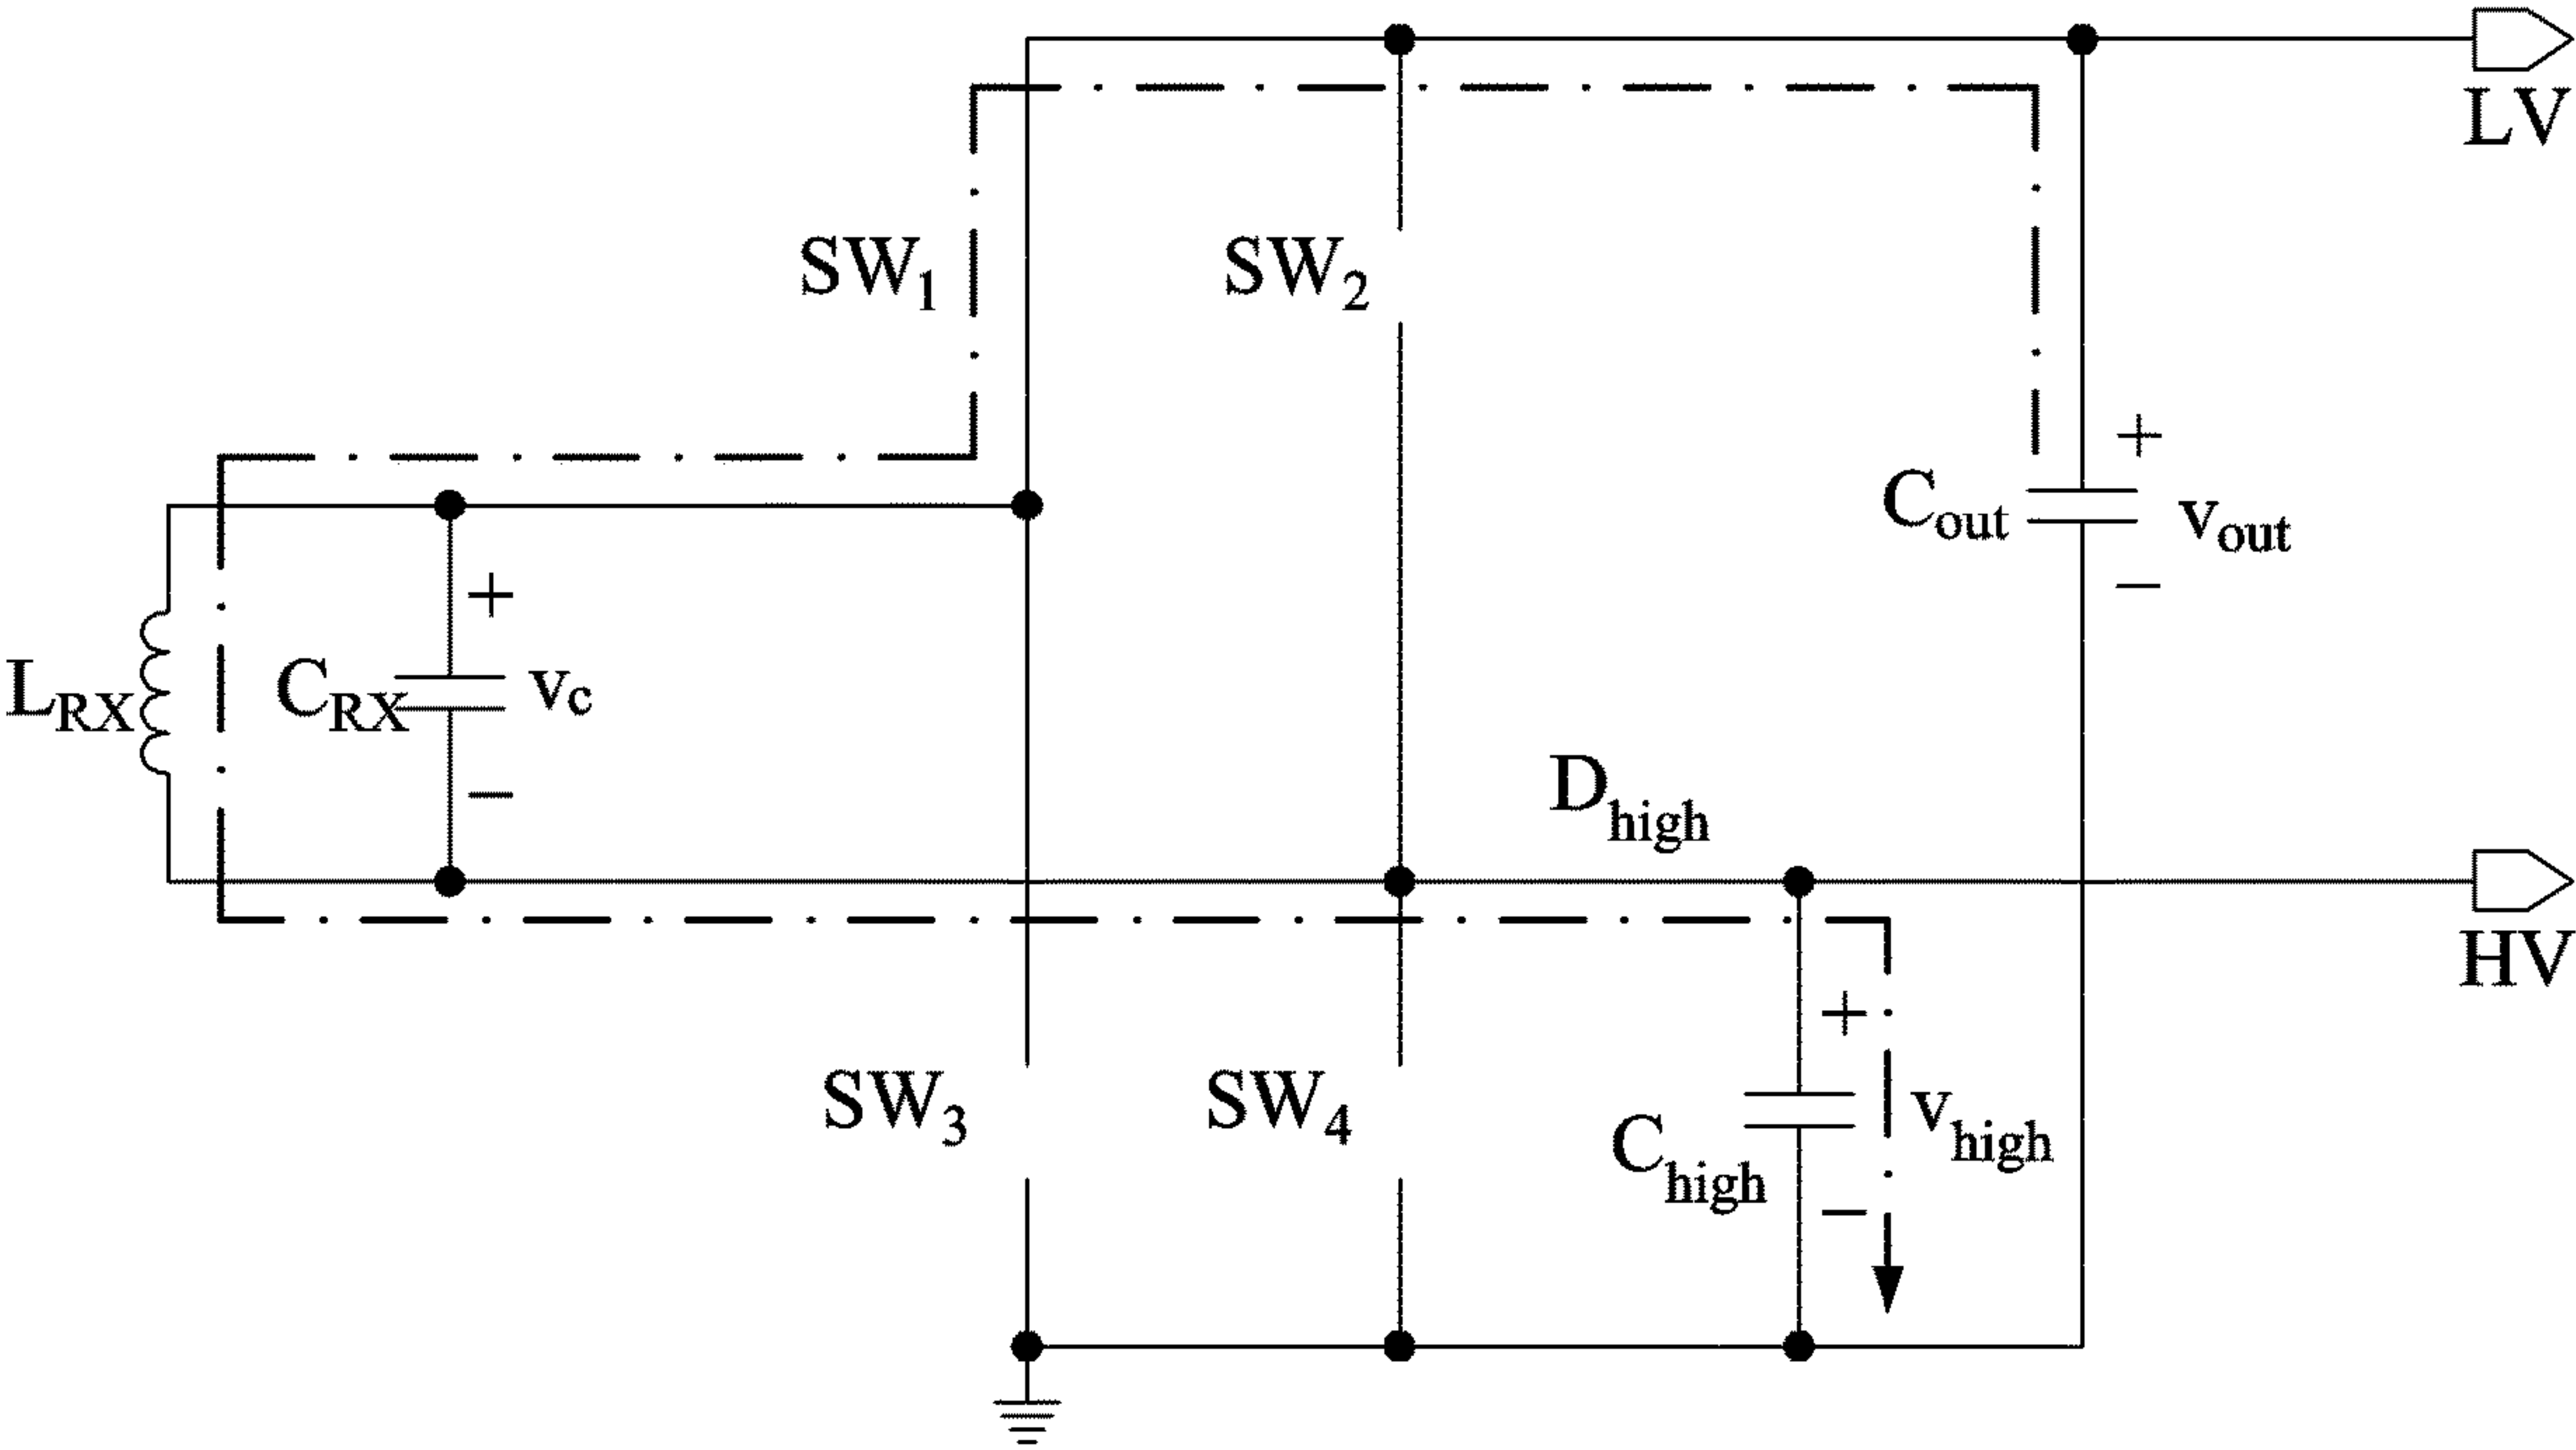 LV
SW1
SW2
+
Cout
vout
−
+
LRX
CRX
vc
−
Dhigh
HV
+
SW3
SW4
Chigh
vhigh
−